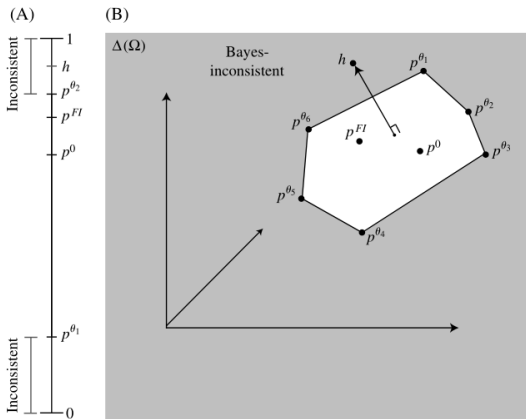 (A)
Inconsistent
1
h
p^{θ_2}
p^{FI}
p^0
p^{θ_1}
Inconsistent
0
(B)
Δ(Ω)
Bayes-
inconsistent
h
p^{θ_1}
p^{θ_2}
p^{θ_6}
p^{FI}
p^0
p^{θ_3}
p^{θ_5}
p^{θ_4}